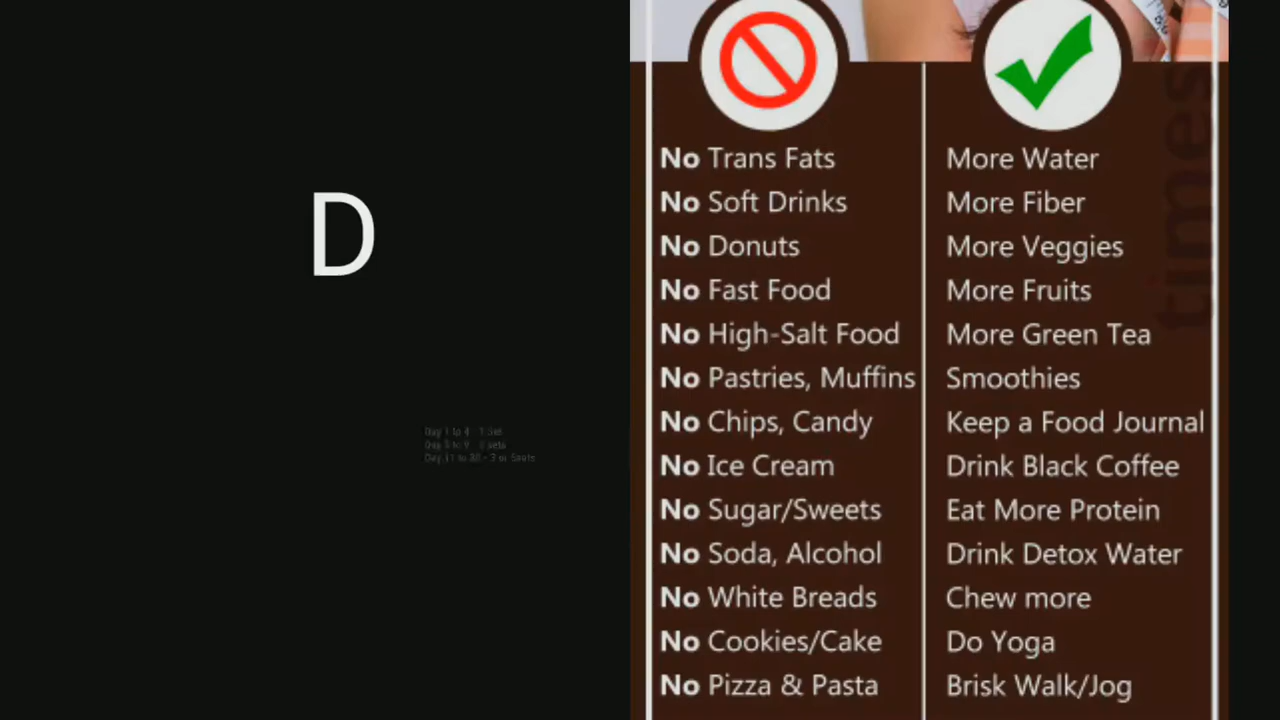 D
No Trans Fats
No Soft Drinks
No Donuts
No Fast Food
No High-Salt Food
No Pastries, Muffins
No Chips, Candy
No Ice Cream
No Sugar/Sweets
No Soda, Alcohol
No White Breads
No Cookies/Cake
No Pizza & Pasta
More Water
More Fiber
More Veggies
More Fruits
More Green Tea
Smoothies
Keep a Food Journal
Drink Black Coffee
Eat More Protein
Drink Detox Water
Chew more
Do Yoga
Brisk Walk/Jog
times